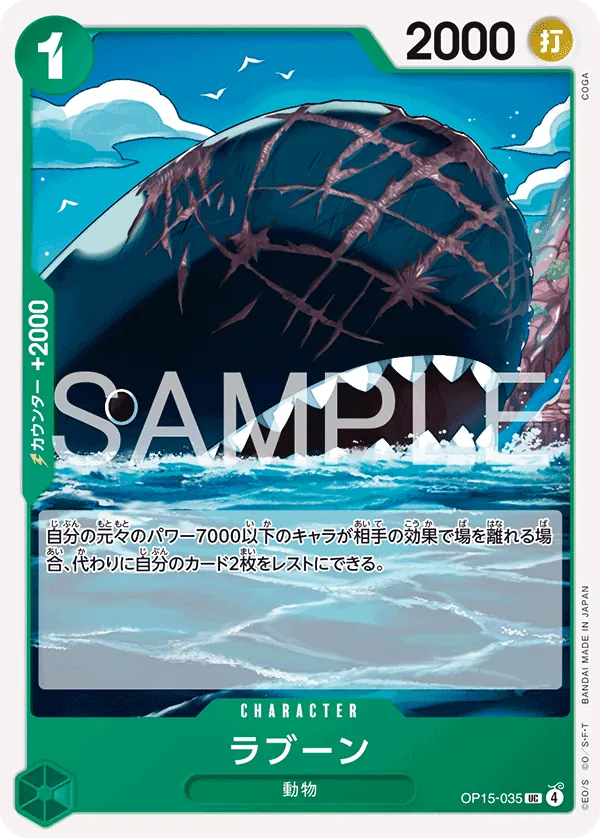 1
2000 打
COGA
カウンター +2000
SAMPLE
自分の元々のパワー7000以下のキャラが相手の効果で場を離れる場
合、代わりに自分のカード2枚をレストにできる。
CHARACTER
ラブーン
動物
OP15-035 UC 4
©E.O/S ©O/S・F・T BANDAI MADE IN JAPAN